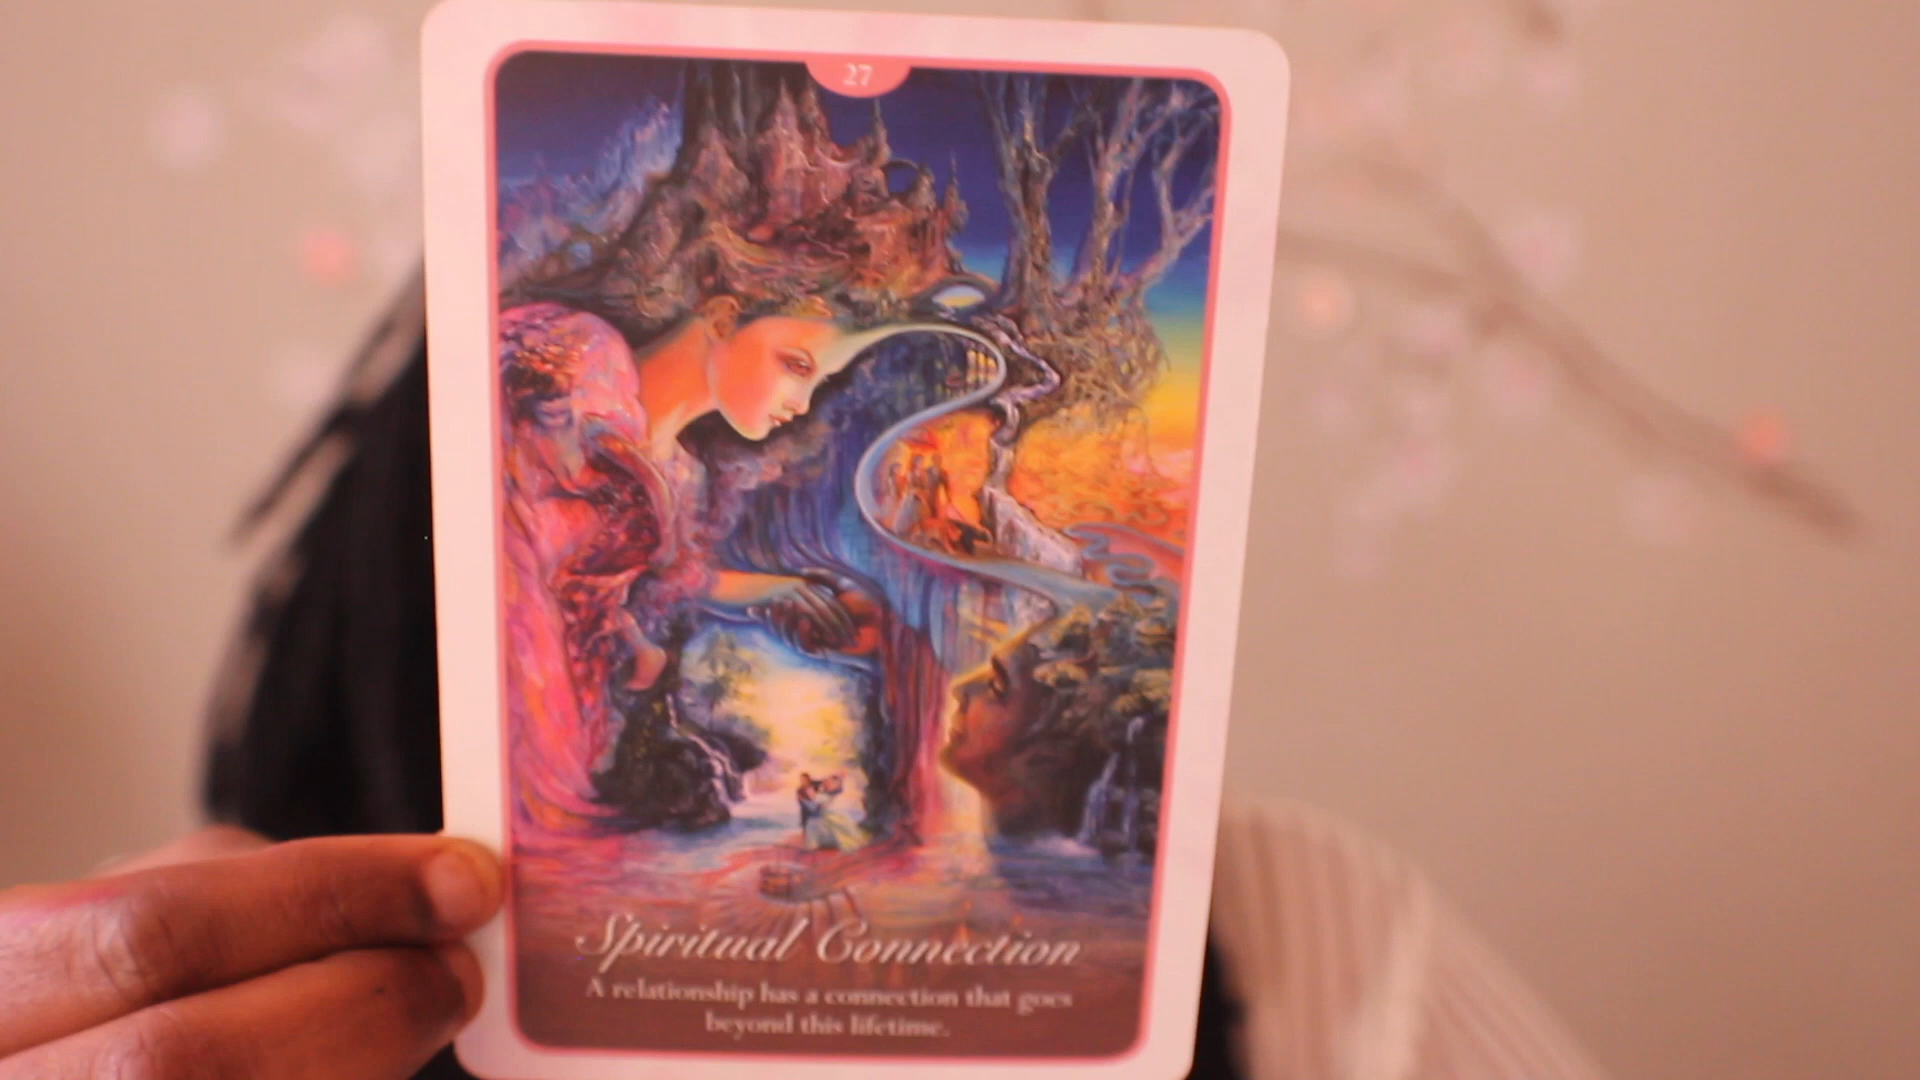 27
Spiritual Connection
A relationship has a connection that goes
beyond this lifetime.